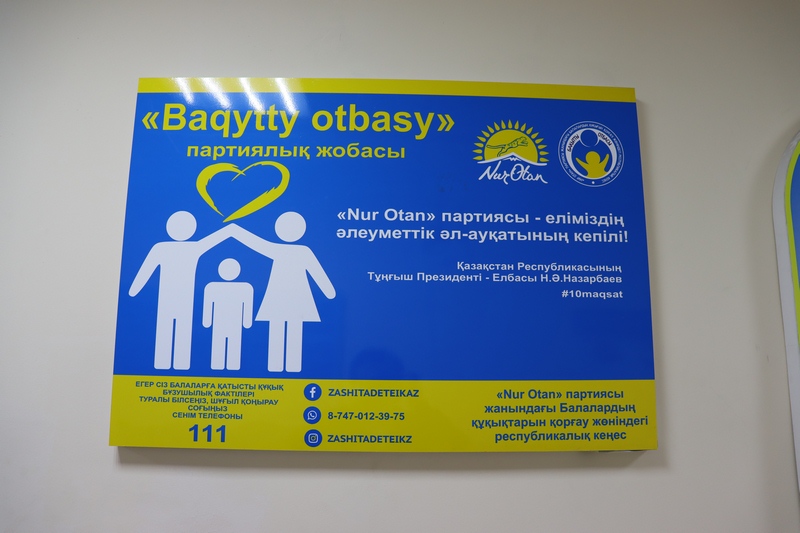 «Baqytty otbasy»
партиялық жобасы
Nur Otan
BAQYTTY OTBASY
«Nur Otan» партиясы - еліміздің
әлеуметтік әл-ауқатының кепілі!
Қазақстан Республикасының
Тұңғыш Президенті - Елбасы Н.Ә.Назарбаев
#10maqsat
ЕГЕР СІЗ БАЛАЛАРҒА ҚАТЫСТЫ ҚҰҚЫҚ
БҰЗУШЫЛЫҚ ФАКТІЛЕРІ
ТУРАЛЫ БІЛСЕҢІЗ, ШҰҒЫЛ ҚОҢЫРАУ
СОҒЫҢЫЗ
СЕНІМ ТЕЛЕФОНЫ
111
ZASHITADETEIKAZ
8-747-012-39-75
ZASHITADETEIKZ
«Nur Otan» партиясы
жанындағы Балалардың
құқықтарын қорғау жөніндегі
республикалық кеңес